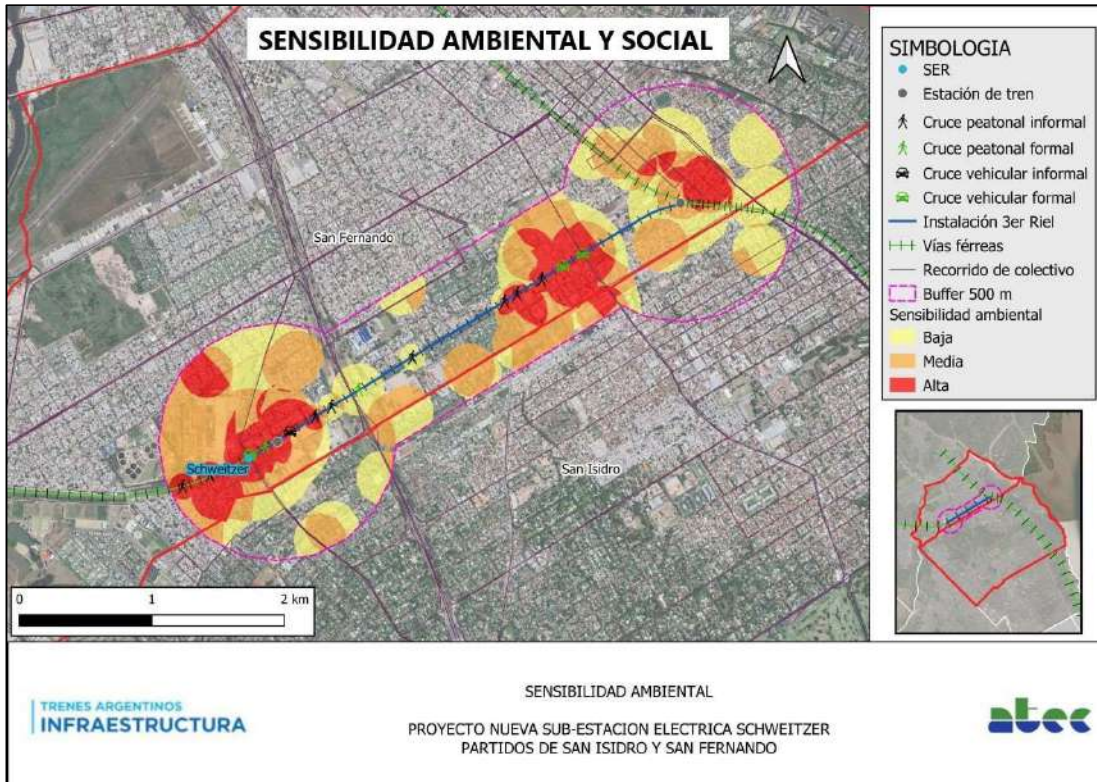 SENSIBILIDAD AMBIENTAL Y SOCIAL
San Fernando
Schweitzer
San Isidro
0 1 2 km
SIMBOLOGIA
SER
Estación de tren
Cruce peatonal informal
Cruce peatonal formal
Cruce vehicular informal
Cruce vehicular formal
Instalación 3er Riel
Vías férreas
Recorrido de colectivo
Buffer 500 m
Sensibilidad ambiental
Baja
Media
Alta
TRENES ARGENTINOS
INFRAESTRUCTURA
SENSIBILIDAD AMBIENTAL
PROYECTO NUEVA SUB-ESTACION ELECTRICA SCHWEITZER
PARTIDOS DE SAN ISIDRO Y SAN FERNANDO
atec